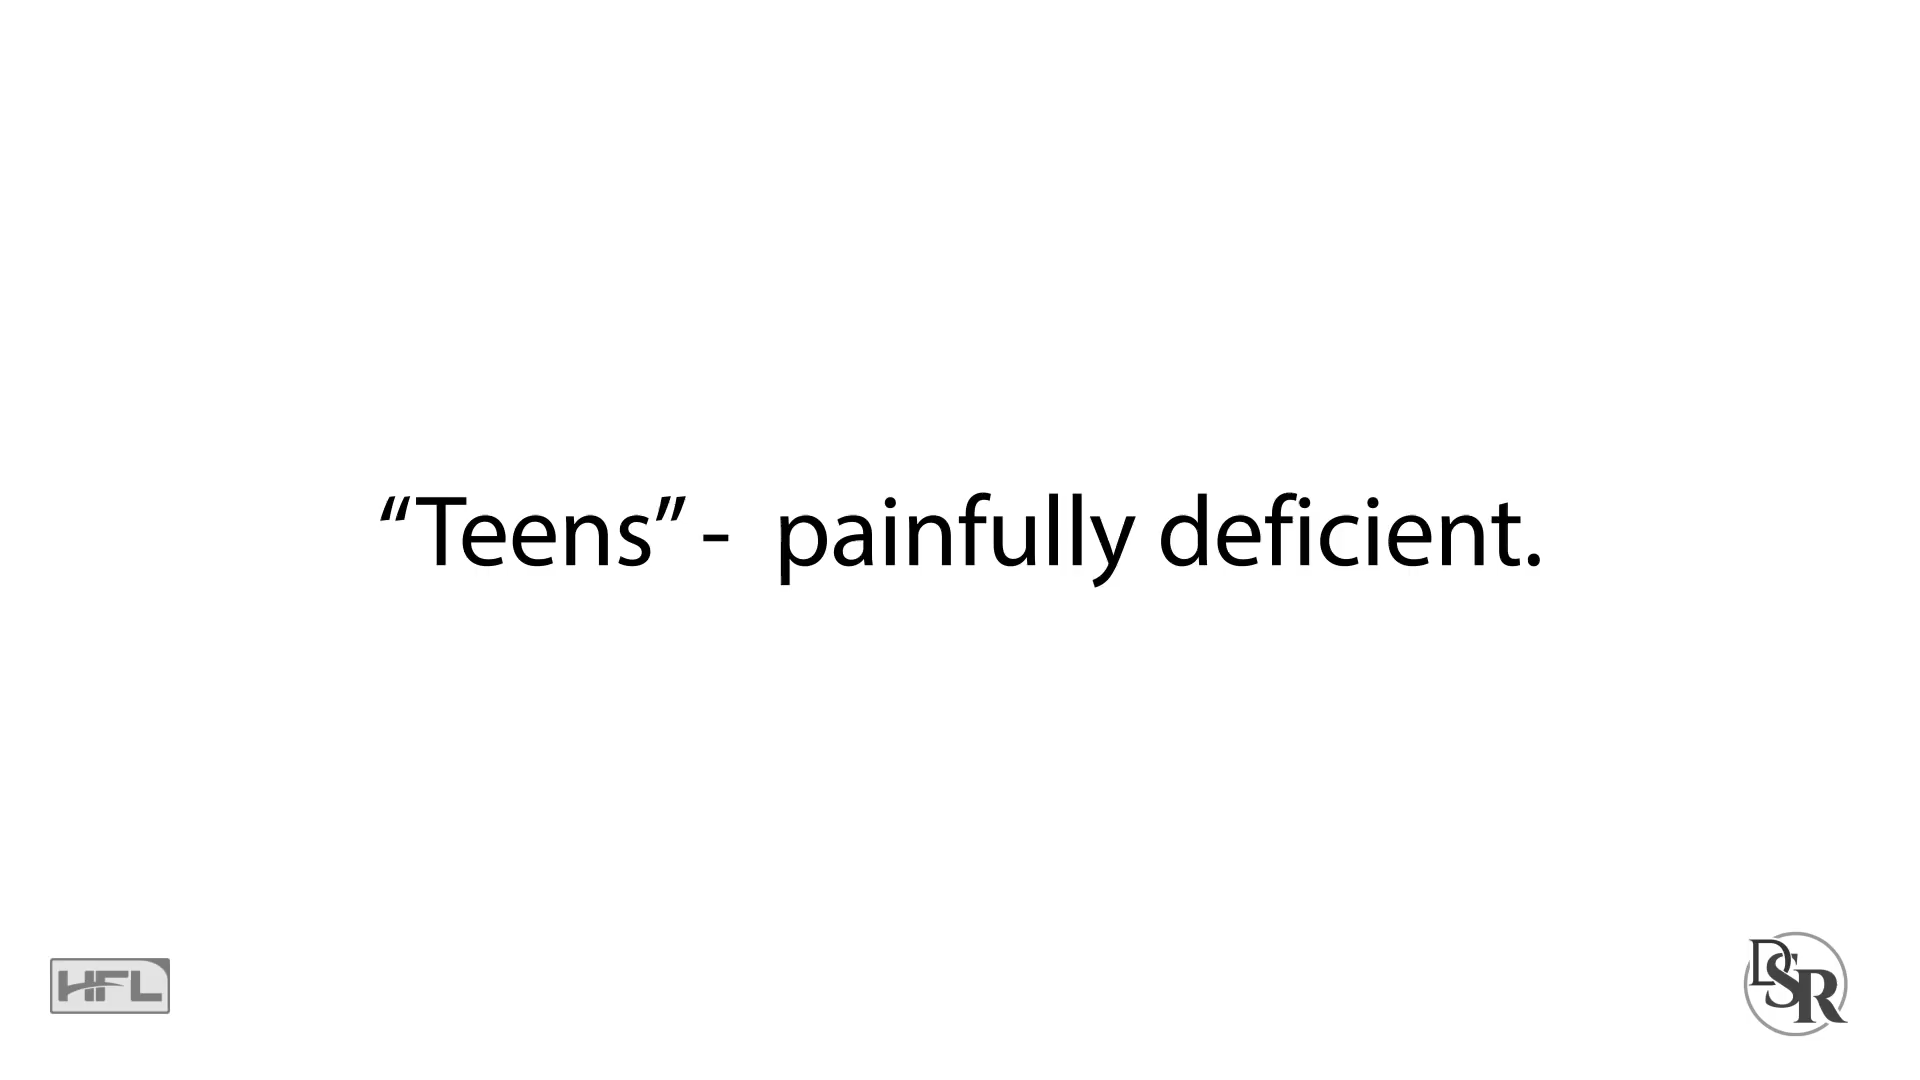 “Teens” -  painfully deficient.
HFL
DSR